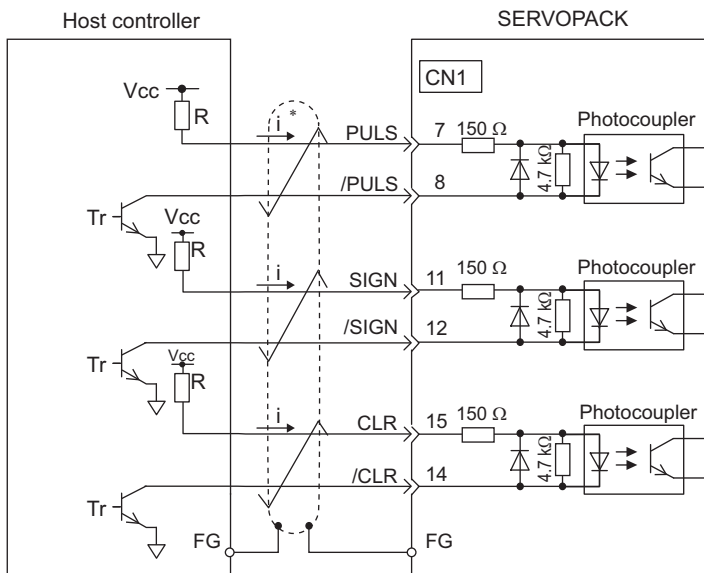 Host controller
SERVOPACK
CN1
Vcc
R
i
*
PULS
7
150 Ω
4.7 kΩ
Photocoupler
/PULS
8
Tr
Vcc
R
i
SIGN
11
150 Ω
4.7 kΩ
Photocoupler
/SIGN
12
Tr
Vcc
R
i
CLR
15
150 Ω
4.7 kΩ
Photocoupler
/CLR
14
Tr
FG
FG